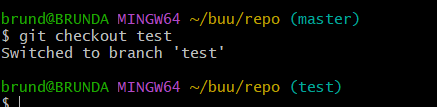 brund@BRUNDA MINGW64 ~/buu/repo (master)
$ git checkout test
Switched to branch 'test'
brund@BRUNDA MINGW64 ~/buu/repo (test)
$